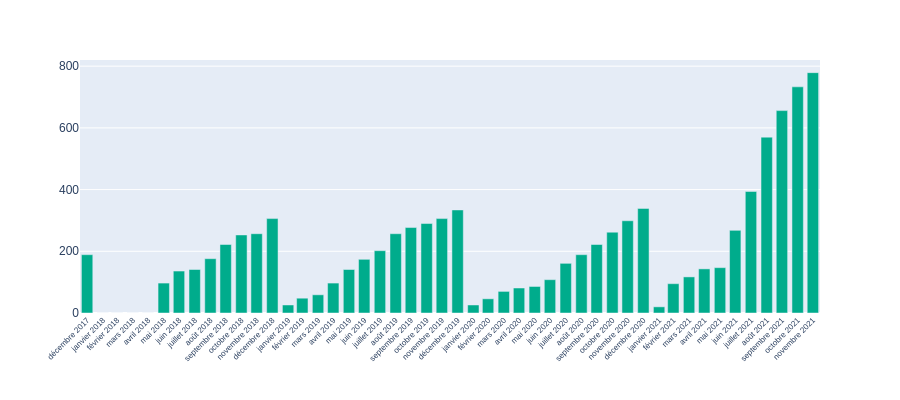 800
600
400
200
0
décembre 2017
janvier 2018
février 2018
mars 2018
avril 2018
mai 2018
juin 2018
juillet 2018
août 2018
septembre 2018
octobre 2018
novembre 2018
décembre 2018
janvier 2019
février 2019
mars 2019
avril 2019
mai 2019
juin 2019
juillet 2019
août 2019
septembre 2019
octobre 2019
novembre 2019
décembre 2019
janvier 2020
février 2020
mars 2020
avril 2020
mai 2020
juin 2020
juillet 2020
août 2020
septembre 2020
octobre 2020
novembre 2020
décembre 2020
janvier 2021
février 2021
mars 2021
avril 2021
mai 2021
juin 2021
juillet 2021
août 2021
septembre 2021
octobre 2021
novembre 2021